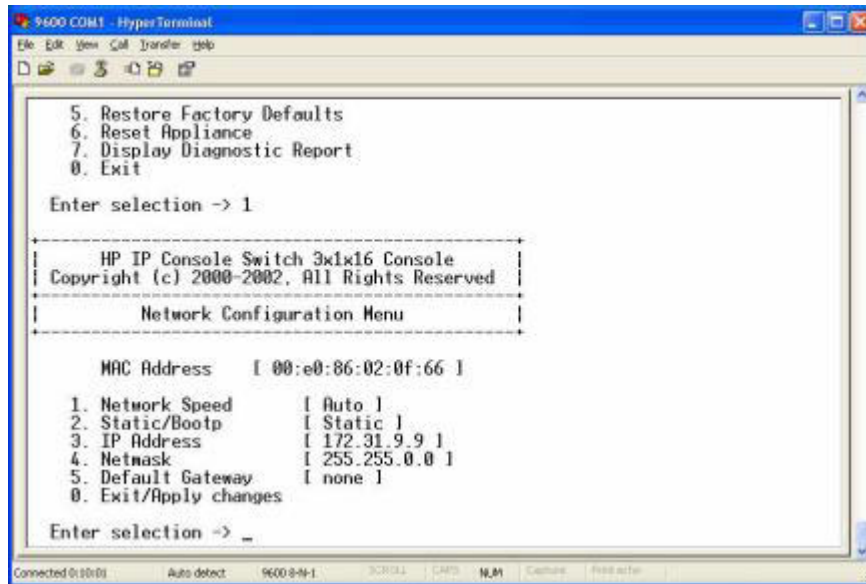 9600 COM1 - HyperTerminal
File Edit View Call Transfer Help
5. Restore Factory Defaults
6. Reset Appliance
7. Display Diagnostic Report
0. Exit
Enter selection -> 1
HP IP Console Switch 3x1x16 Console
Copyright (c) 2000-2002, All Rights Reserved
Network Configuration Menu
MAC Address [ 00:e0:86:02:0f:66 ]
1. Network Speed [ Auto ]
2. Static/Bootp [ Static ]
3. IP Address [ 172.31.9.9 ]
4. Netmask [ 255.255.0.0 ]
5. Default Gateway [ none ]
0. Exit/Apply changes
Enter selection -> _
Connected 0:10:01 Auto detect 9600 8-N-1 SCROLL CAPS NUM Capture Print echo